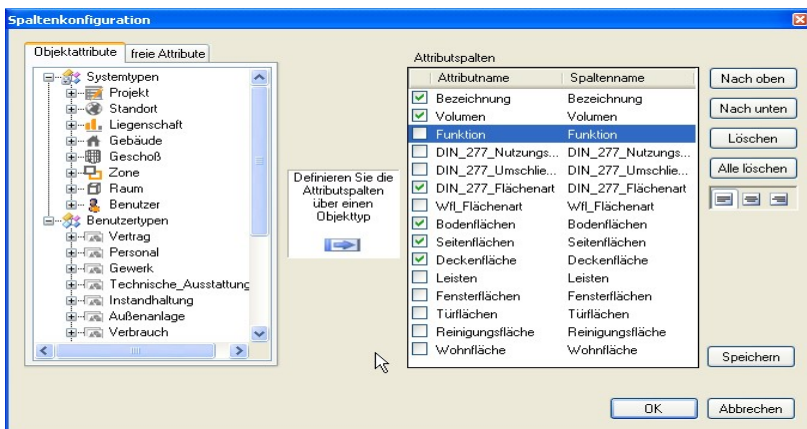 Spaltenkonfiguration
Objektattribute
freie Attribute
Systemtypen
Projekt
Standort
Liegenschaft
Gebäude
Geschoß
Zone
Raum
Benutzer
Benutzertypen
Vertrag
Personal
Gewerk
Technische_Ausstattung
Instandhaltung
Außenanlage
Verbrauch
Definieren Sie die
Attributspalten
über einen
Objekttyp
Attributspalten
Attributname Spaltenname
Bezeichnung Bezeichnung
Volumen Volumen
Funktion Funktion
DIN_277_Nutzungs... DIN_277_Nutzungs...
DIN_277_Umschlie... DIN_277_Umschlie...
DIN_277_Flächenart DIN_277_Flächenart
Wfl_Flächenart Wfl_Flächenart
Bodenflächen Bodenflächen
Seitenflächen Seitenflächen
Deckenfläche Deckenfläche
Leisten Leisten
Fensterflächen Fensterflächen
Türflächen Türflächen
Reinigungsfläche Reinigungsfläche
Wohnfläche Wohnfläche
Nach oben
Nach unten
Löschen
Alle löschen
Speichern
OK
Abbrechen